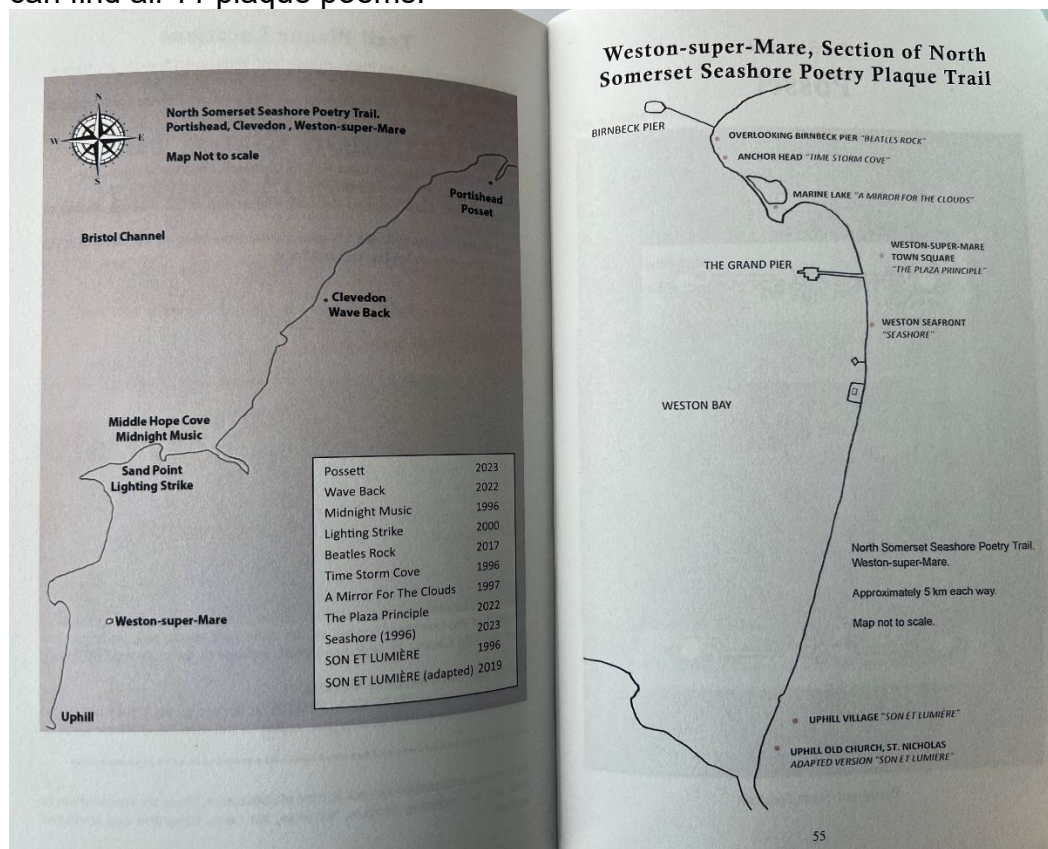 can find all 11 plaque poems.
N
W
E
S
North Somerset Seashore Poetry Trail.
Portishead, Clevedon , Weston-super-Mare
Map Not to scale
Portishead
Posset
Bristol Channel
Clevedon
Wave Back
Middle Hope Cove
Midnight Music
Sand Point
Lighting Strike
Possett 2023
Wave Back 2022
Midnight Music 1996
Lighting Strike 2000
Beatles Rock 2017
Time Storm Cove 1996
A Mirror For The Clouds 1997
The Plaza Principle 2022
Seashore (1996) 2023
SON ET LUMIÈRE 1996
SON ET LUMIÈRE (adapted) 2019
Weston-super-Mare
Uphill
Weston-super-Mare, Section of North
Somerset Seashore Poetry Plaque Trail
BIRNBECK PIER
OVERLOOKING BIRNBECK PIER "BEATLES ROCK"
ANCHOR HEAD "TIME STORM COVE"
MARINE LAKE "A MIRROR FOR THE CLOUDS"
WESTON-SUPER-MARE
TOWN SQUARE
"THE PLAZA PRINCIPLE"
THE GRAND PIER
WESTON SEAFRONT
"SEASHORE"
WESTON BAY
North Somerset Seashore Poetry Trail.
Weston-super-Mare.
Approximately 5 km each way.
Map not to scale.
UPHILL VILLAGE "SON ET LUMIÈRE"
UPHILL OLD CHURCH, ST. NICHOLAS
ADAPTED VERSION "SON ET LUMIERE"
55